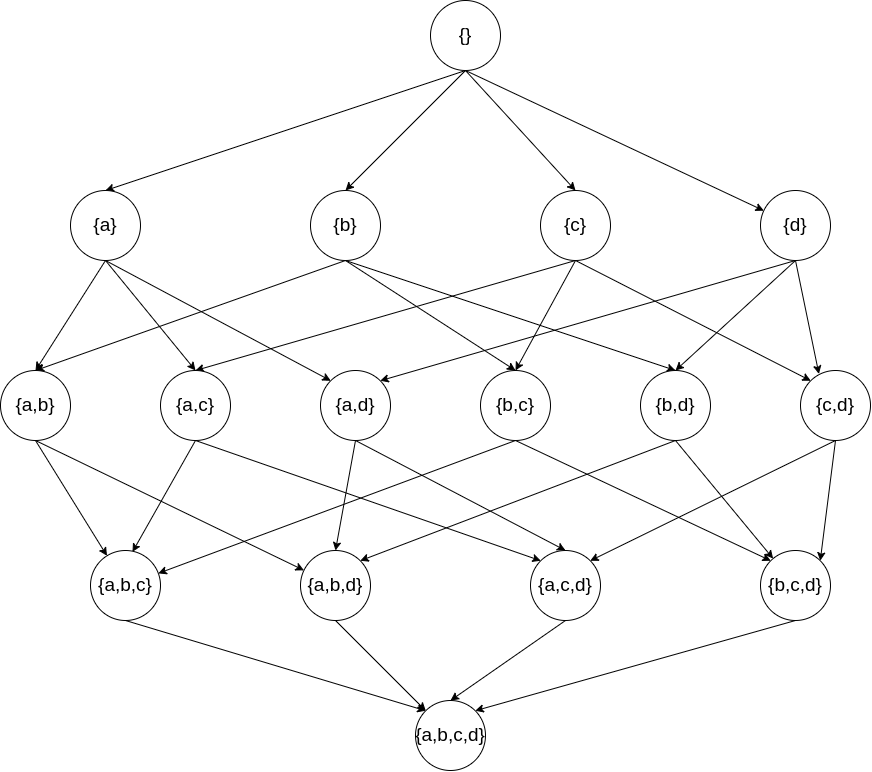 {}
{a}
{b}
{c}
{d}
{a,b}
{a,c}
{a,d}
{b,c}
{b,d}
{c,d}
{a,b,c}
{a,b,d}
{a,c,d}
{b,c,d}
{a,b,c,d}